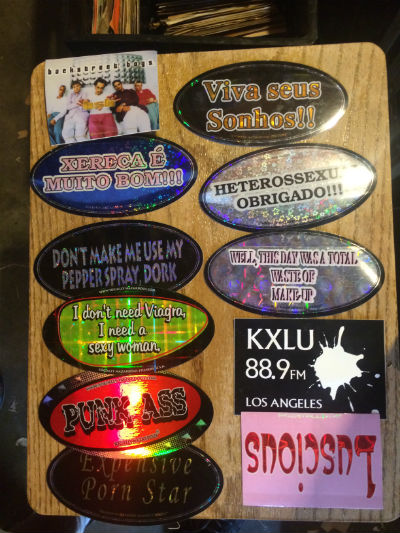 backstreet boys
Viva seus
Sonhos!!
XERECA É
MUITO BOM!!!
HETEROSSEXU
OBRIGADO!!!
DON'T MAKE ME USE MY
PEPPER SPRAY DORK
WELL, THIS DAY WAS A TOTAL
WASTE OF
MAKE-UP
I don't need Viagra,
I need a
sexy woman.
KXLU
88.9 FM
LOS ANGELES
PUNK ASS
Luscious
Expensive
Porn Star